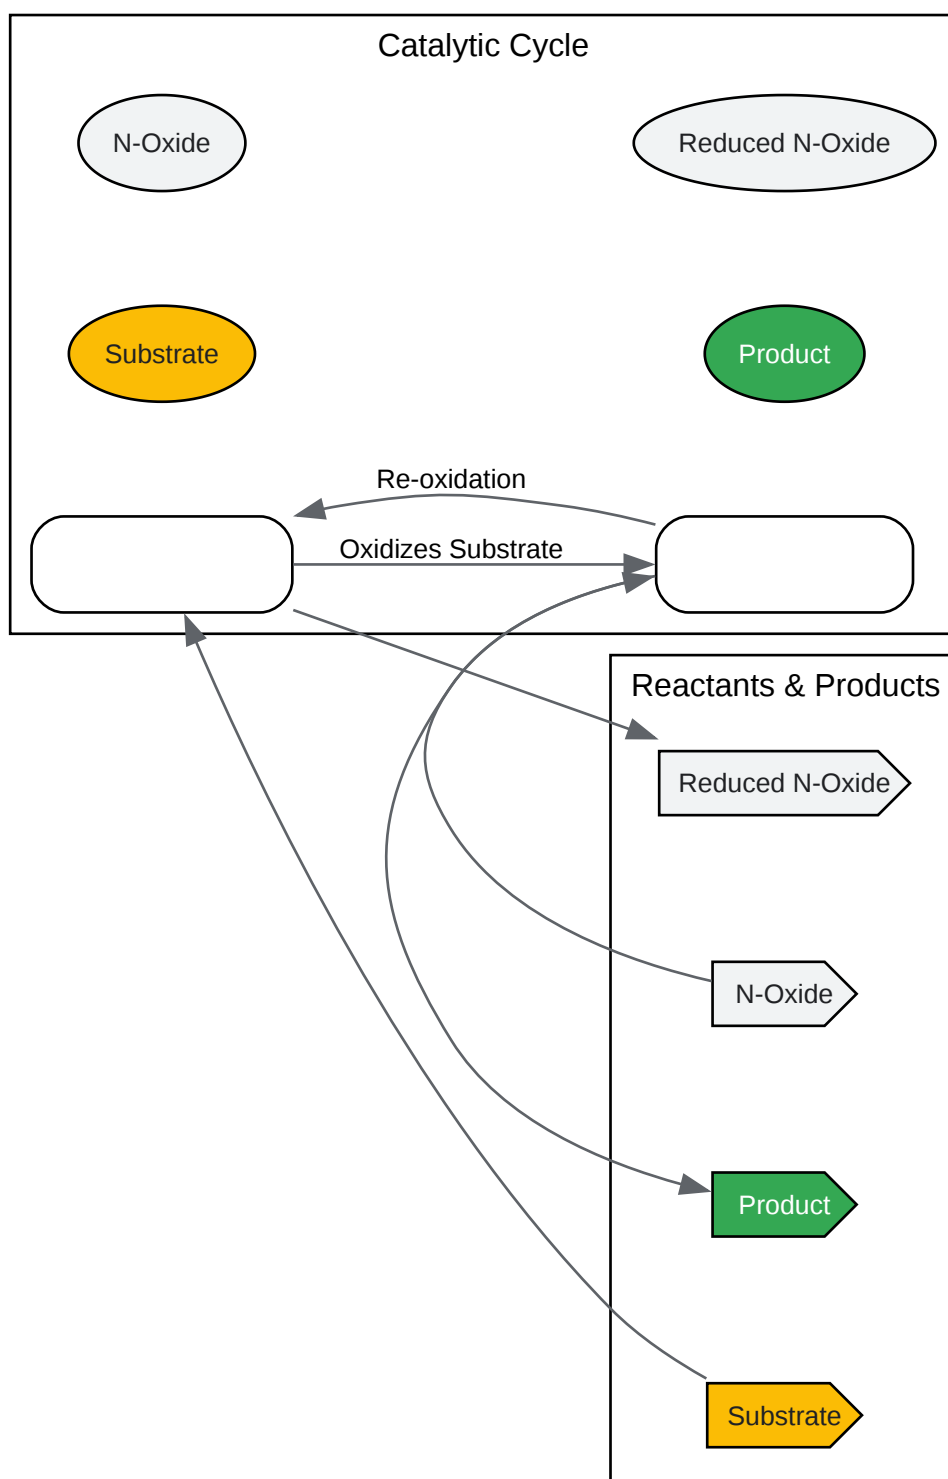 Catalytic Cycle
N-Oxide
Reduced N-Oxide
Substrate
Product
Re-oxidation
Oxidizes Substrate
Reactants & Products
Reduced N-Oxide
N-Oxide
Product
Substrate